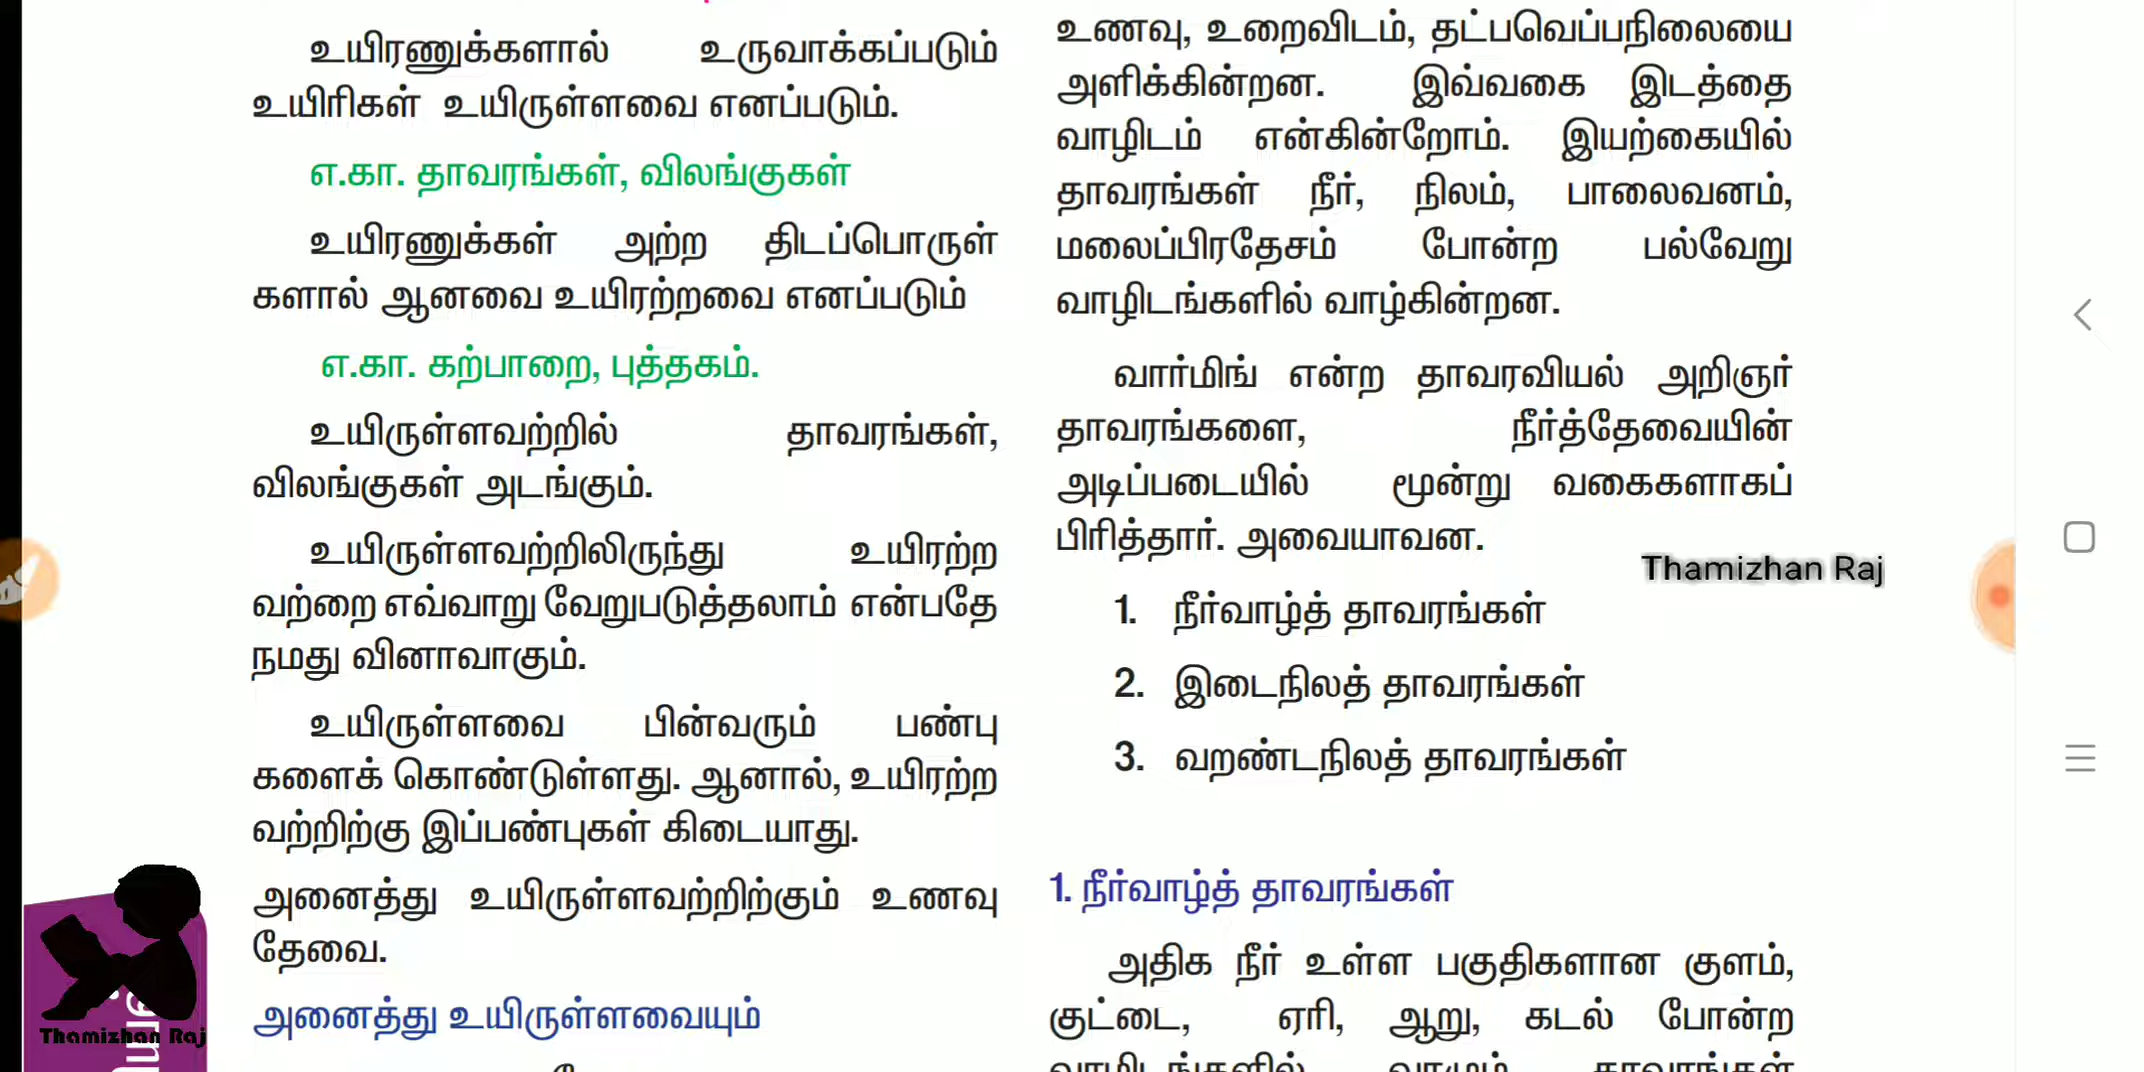 உயிரணுக்களால் உருவாக்கப்படும்
உயிரிகள் உயிருள்ளவை எனப்படும்.
எ.கா. தாவரங்கள், விலங்குகள்
உயிரணுக்கள் அற்ற திடப்பொருள்
களால் ஆனவை உயிரற்றவை எனப்படும்
எ.கா. கற்பாறை, புத்தகம்.
உயிருள்ளவற்றில் தாவரங்கள்,
விலங்குகள் அடங்கும்.
உயிருள்ளவற்றிலிருந்து உயிரற்ற
வற்றை எவ்வாறு வேறுபடுத்தலாம் என்பதே
நமது வினாவாகும்.
உயிருள்ளவை பின்வரும் பண்பு
களைக் கொண்டுள்ளது. ஆனால், உயிரற்ற
வற்றிற்கு இப்பண்புகள் கிடையாது.
அனைத்து உயிருள்ளவற்றிற்கும் உணவு
தேவை.
அனைத்து உயிருள்ளவையும்
உணவு, உறைவிடம், தட்பவெப்பநிலையை
அளிக்கின்றன. இவ்வகை இடத்தை
வாழிடம் என்கின்றோம். இயற்கையில்
தாவரங்கள் நீர், நிலம், பாலைவனம்,
மலைப்பிரதேசம் போன்ற பல்வேறு
வாழிடங்களில் வாழ்கின்றன.
வார்மிங் என்ற தாவரவியல் அறிஞர்
தாவரங்களை, நீர்த்தேவையின்
அடிப்படையில் மூன்று வகைகளாகப்
பிரித்தார். அவையாவன.
Thamizhan Raj
1. நீர்வாழ்த் தாவரங்கள்
2. இடைநிலத் தாவரங்கள்
3. வறண்டநிலத் தாவரங்கள்
1. நீர்வாழ்த் தாவரங்கள்
அதிக நீர் உள்ள பகுதிகளான குளம்,
குட்டை, ஏரி, ஆறு, கடல் போன்ற
வாழிடங்களில் வாழும் தாவரங்கள்
Thamizhan Raj